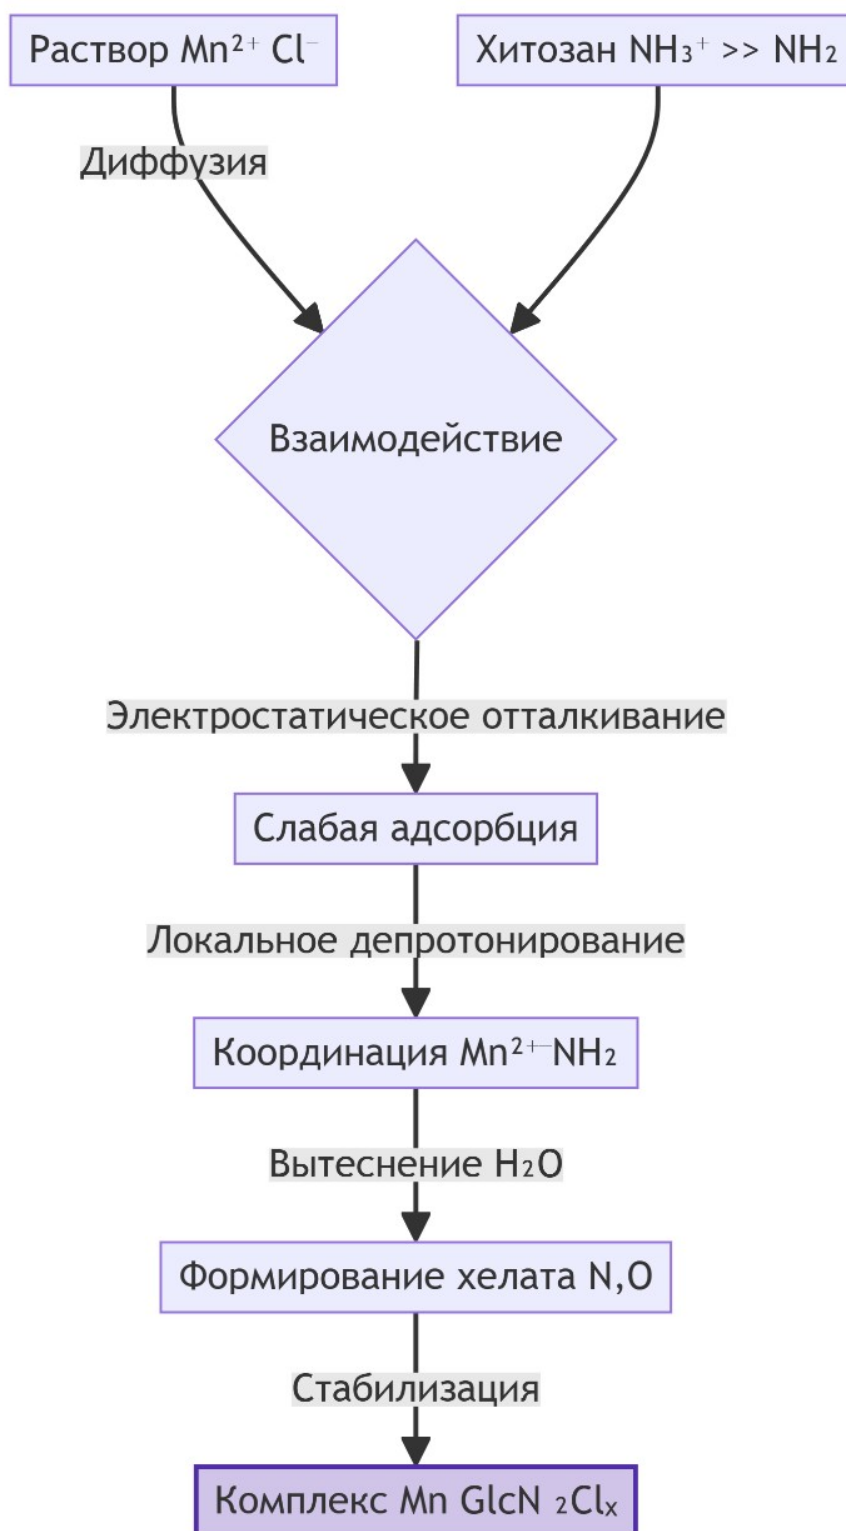 Раствор Mn²⁺ Cl⁻
Хитозан NH₃⁺ >> NH₂
Диффузия
Взаимодействие
Электростатическое отталкивание
Слабая адсорбция
Локальное депротонирование
Координация Mn²⁺⁻NH₂
Вытеснение H₂O
Формирование хелата N,O
Стабилизация
Комплекс Mn GlcN ₂Clₓ